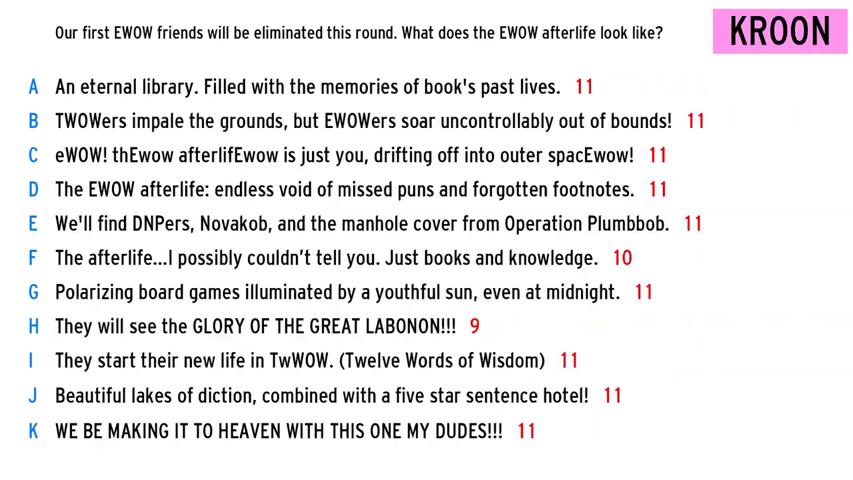 Our first EWOW friends will be eliminated this round. What does the EWOW afterlife look like?
KROON
A An eternal library. Filled with the memories of book's past lives. 11
B TWOWers impale the grounds, but EWOWers soar uncontrollably out of bounds! 11
C eWOW! thEwow afterlifEwow is just you, drifting off into outer spacEwow! 11
D The EWOW afterlife: endless void of missed puns and forgotten footnotes. 11
E We'll find DNPers, Novakob, and the manhole cover from Operation Plumbbob. 11
F The afterlife...I possibly couldn’t tell you. Just books and knowledge. 10
G Polarizing board games illuminated by a youthful sun, even at midnight. 11
H They will see the GLORY OF THE GREAT LABONON!!! 9
I They start their new life in TwWOW. (Twelve Words of Wisdom) 11
J Beautiful lakes of diction, combined with a five star sentence hotel! 11
K WE BE MAKING IT TO HEAVEN WITH THIS ONE MY DUDES!!! 11